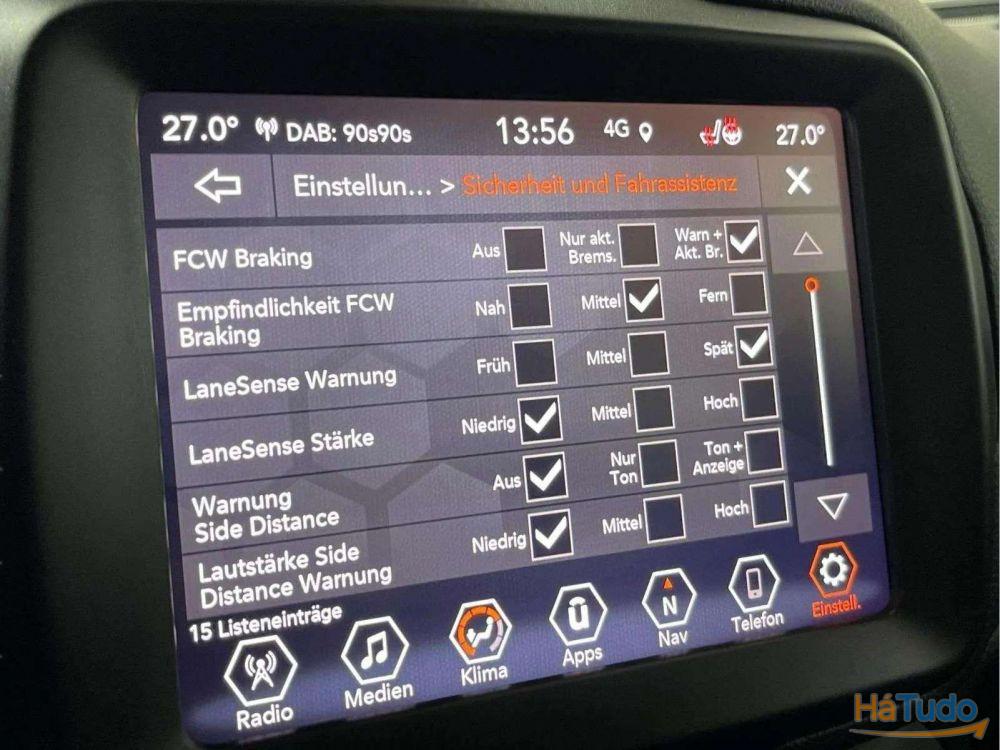 27.0° DAB: 90s90s 13:56 4G 27.0°
Einstellun... > Sicherheit und Fahrassistenz X
FCW Braking Aus Nur akt. Brems. Warn + Akt. Br.
Empfindlichkeit FCW
Braking Nah Mittel Fern
LaneSense Warnung Früh Mittel Spät
LaneSense Stärke Niedrig Mittel Hoch
Warnung
Side Distance Aus Nur Ton Ton + Anzeige
Lautstärke Side
Distance Warnung Niedrig Mittel Hoch
15 Listeneinträge
Radio Medien Klima Apps Nav Telefon Einstell.
ü N
HáTudo